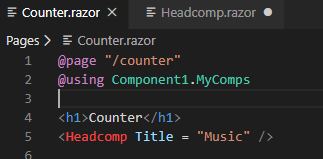 Counter.razor Headcomp.razor
Pages > Counter.razor
1 @page "/counter"
2 @using Component1.MyComps
3
4 <h1>Counter</h1>
5 <Headcomp Title = "Music" />